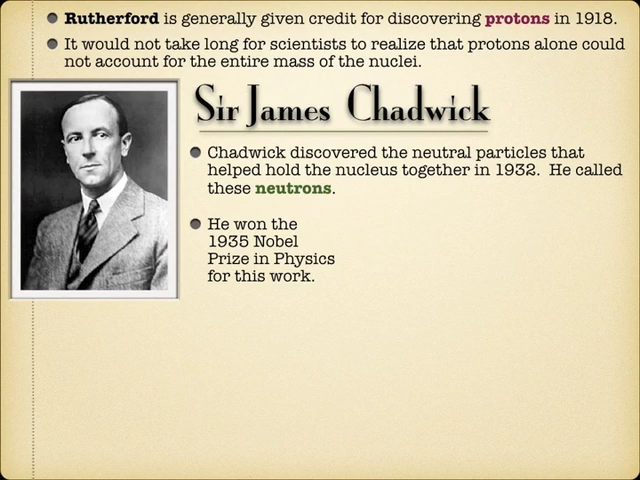 Rutherford is generally given credit for discovering protons in 1918.
It would not take long for scientists to realize that protons alone could
not account for the entire mass of the nuclei.
Sir James Chadwick
Chadwick discovered the neutral particles that
helped hold the nucleus together in 1932. He called
these neutrons.
He won the
1935 Nobel
Prize in Physics
for this work.